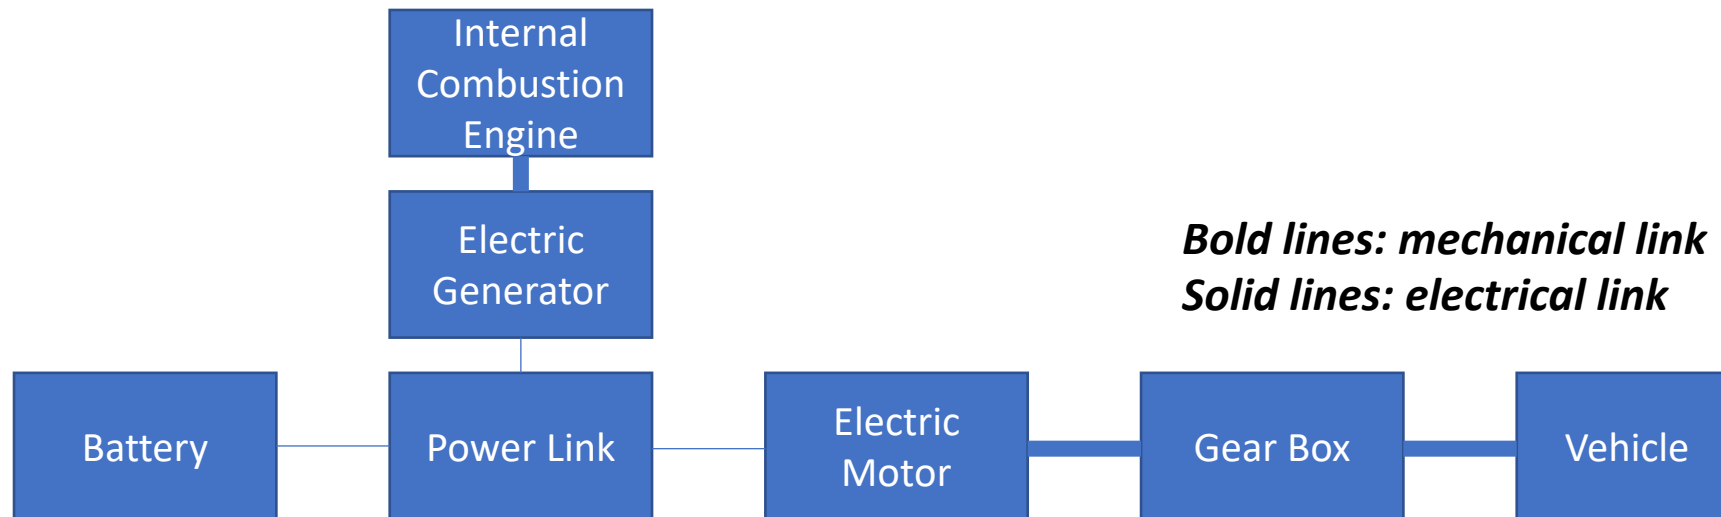 Internal
Combustion
Engine
Electric
Generator
Bold lines: mechanical link
Solid lines: electrical link
Battery
Power Link
Electric
Motor
Gear Box
Vehicle